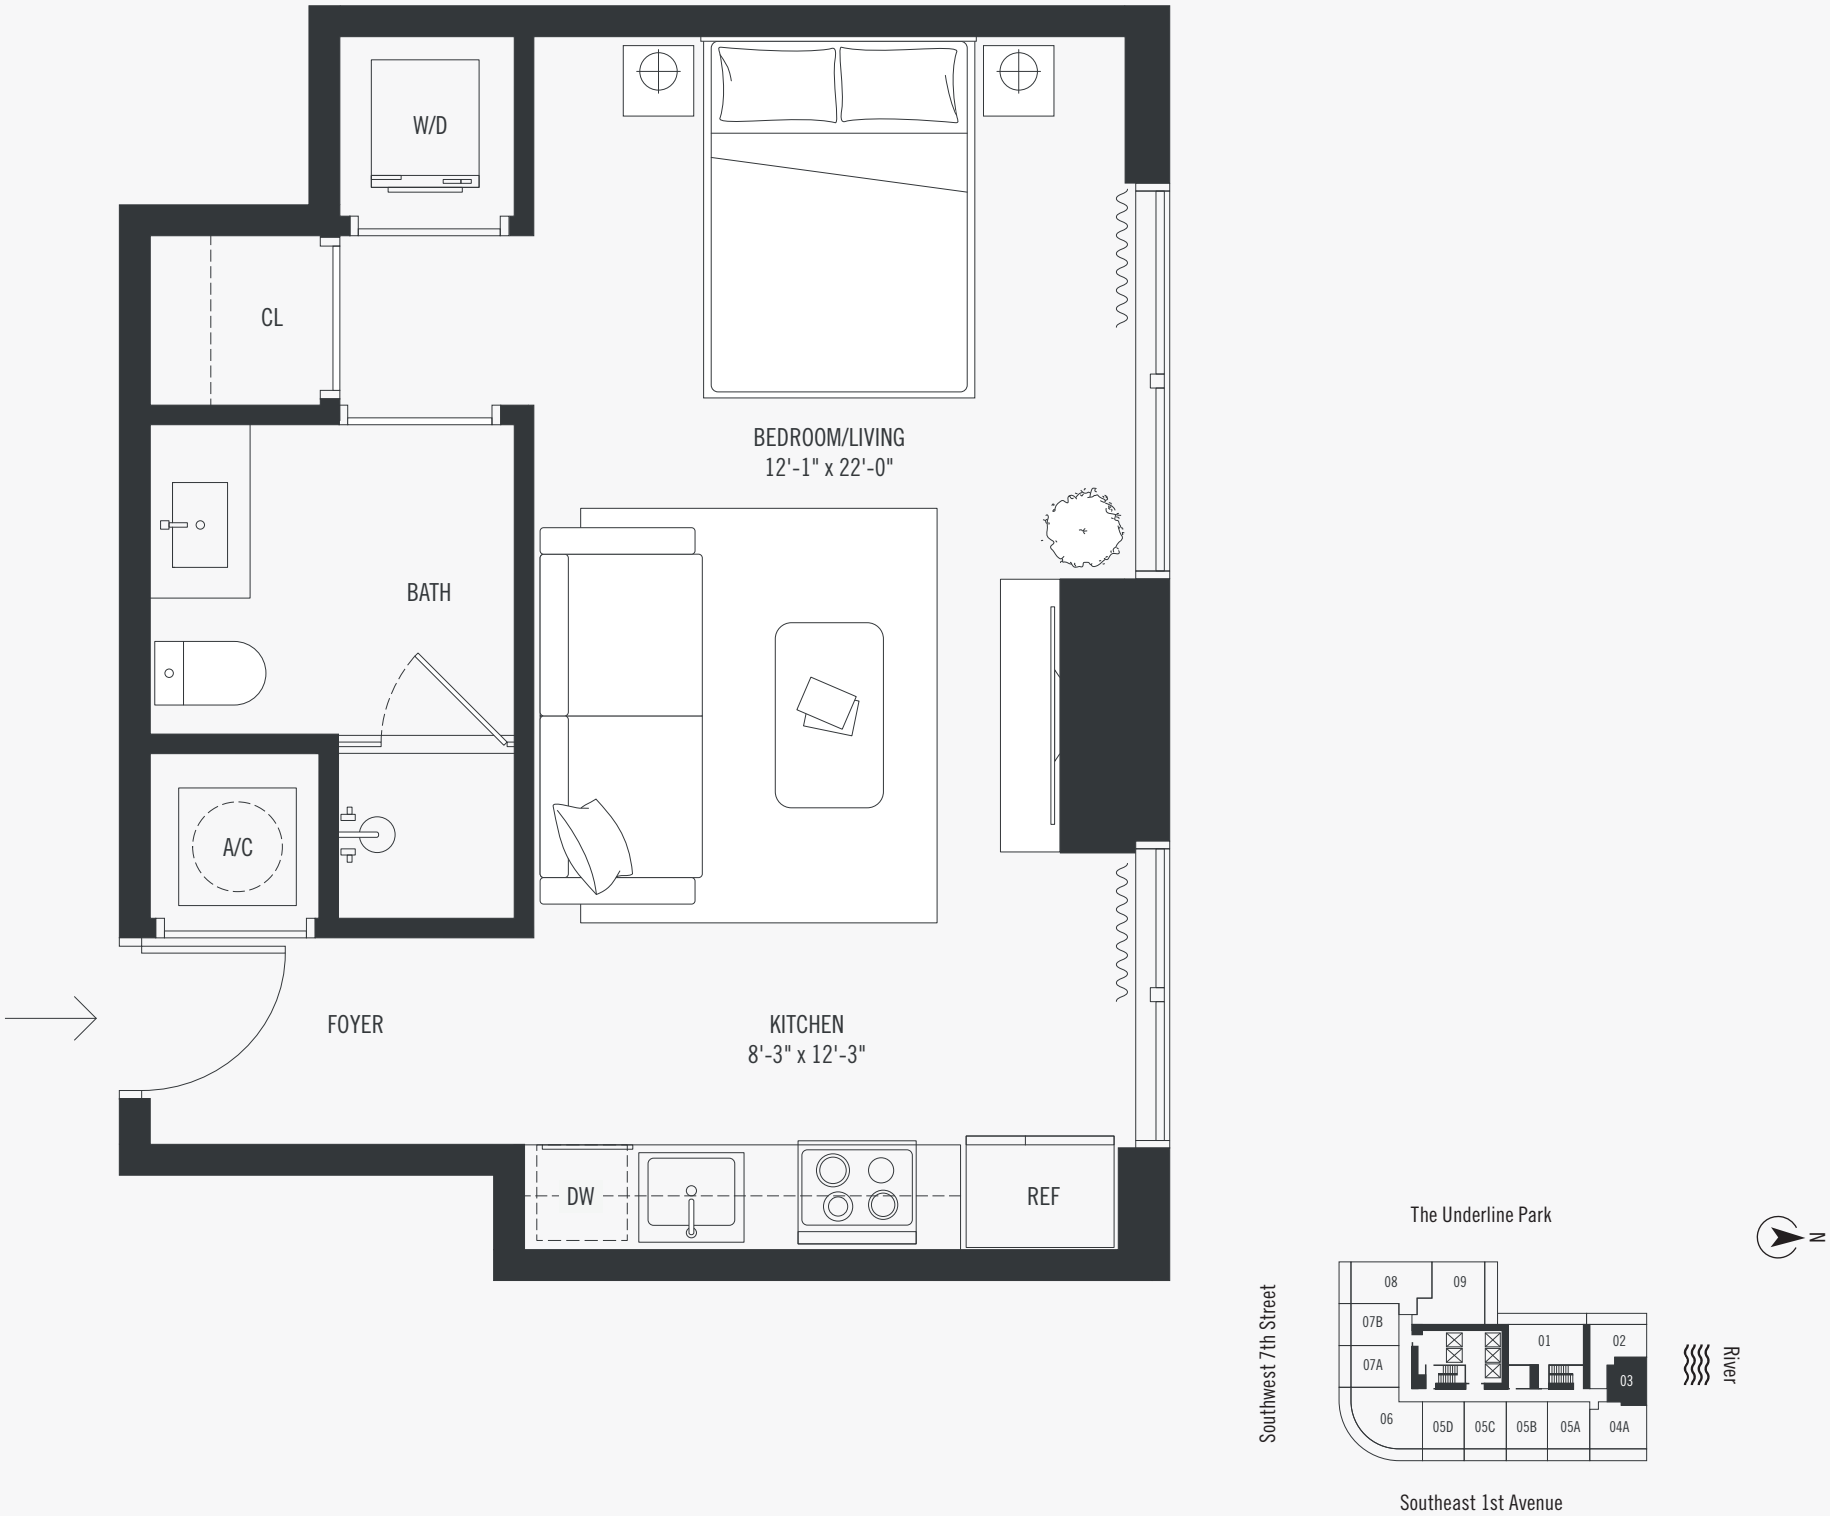 W/D
CL
BEDROOM/LIVING
12'-1" x 22'-0"
BATH
A/C
FOYER
KITCHEN
8'-3" x 12'-3"
DW
REF
The Underline Park
N
Southwest 7th Street
08
09
07B
01
02
07A
03
06
05D
05C
05B
05A
04A
River
Southeast 1st Avenue